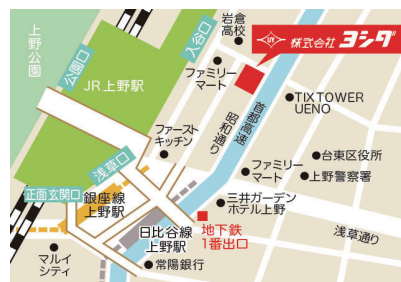 上野公園
公園口
JR上野駅
入谷口
岩倉
高校
UY
株式会社ヨシダ
ファミリー
マート
首都高速
昭和通り
TIX TOWER
UENO
ファースト
キッチン
浅草口
正面玄関口
銀座線
上野駅
ファミリー
マート
台東区役所
上野警察署
三井ガーデン
ホテル上野
日比谷線
上野駅
地下鉄
1番出口
浅草通り
マルイ
シティ
常陽銀行